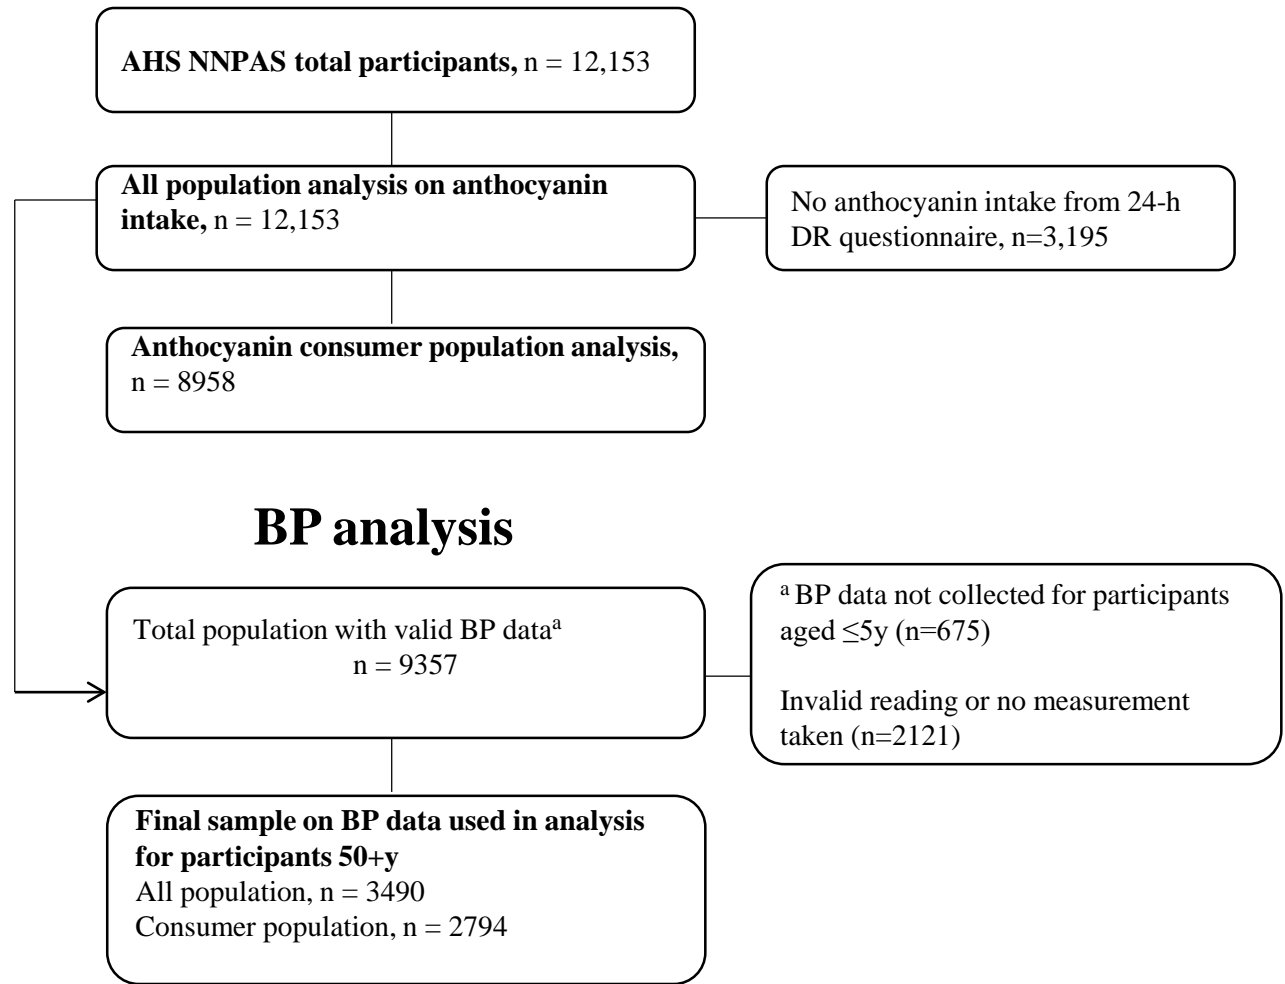 AHS NNPAS total participants, n = 12,153
All population analysis on anthocyanin
intake, n = 12,153
No anthocyanin intake from 24-h
DR questionnaire, n=3,195
Anthocyanin consumer population analysis,
n = 8958
BP analysis
Total population with valid BP dataᵃ
n = 9357
ᵃ BP data not collected for participants
aged ≤5y (n=675)
Invalid reading or no measurement
taken (n=2121)
Final sample on BP data used in analysis
for participants 50+y
All population, n = 3490
Consumer population, n = 2794